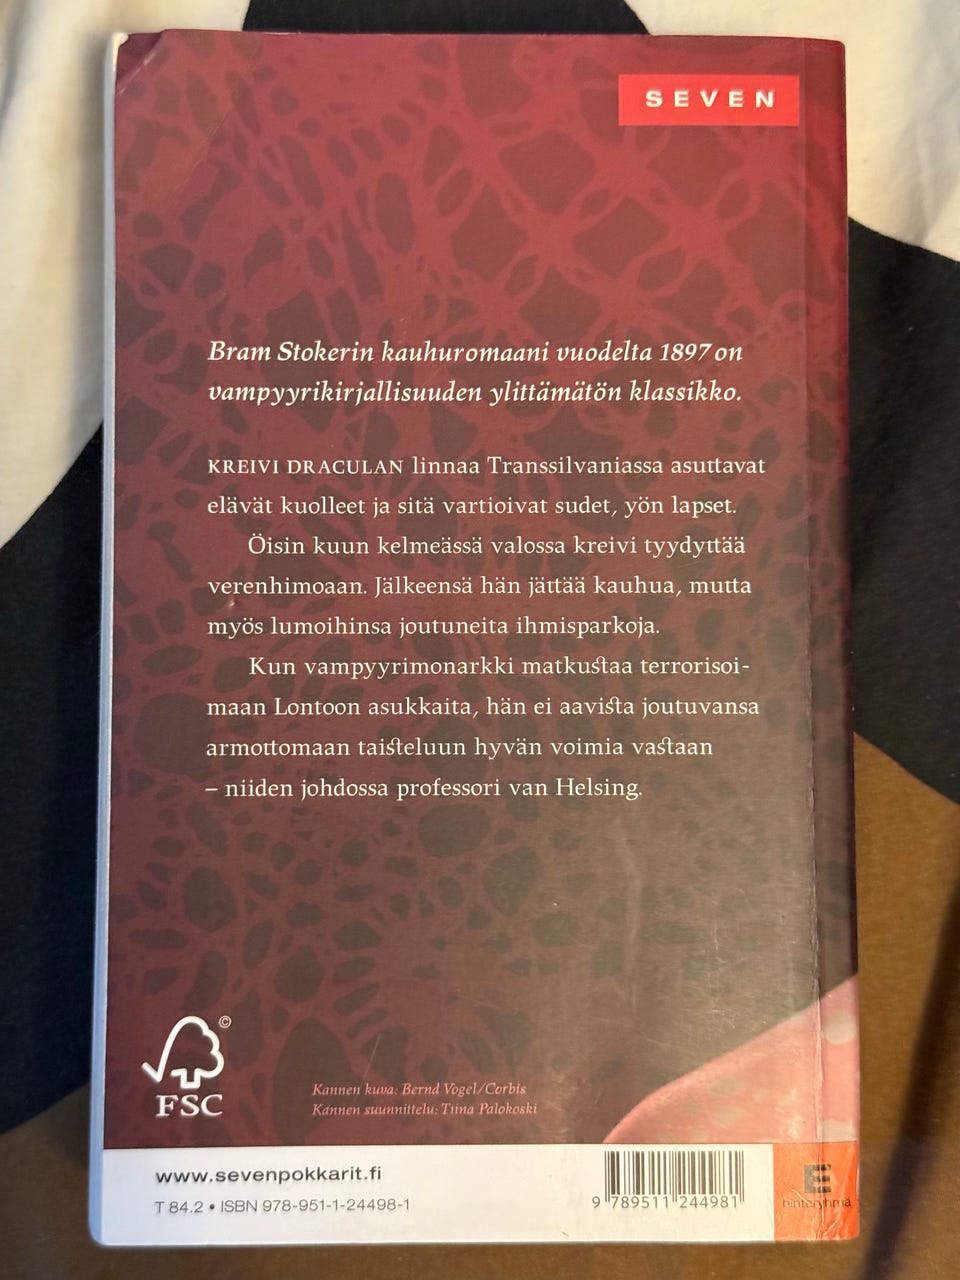 SEVEN
Bram Stokerin kauhuromaani vuodelta 1897 on
vampyyrikirjallisuuden ylittämätön klassikko.
KREIVI DRACULAN linnaa Transsilvaniassa asuttavat
elävät kuolleet ja sitä vartioivat sudet, yön lapset.
Öisin kuun kelmeässä valossa kreivi tyydyttää
verenhimoaan. Jälkeensä hän jättää kauhua, mutta
myös lumoihinsa joutuneita ihmisparkoja.
Kun vampyyrimonarkki matkustaa terrorisoi-
maan Lontoon asukkaita, hän ei aavista joutuvansa
armottomaan taisteluun hyvän voimia vastaan
– niiden johdossa professori van Helsing.
©
FSC
Kannen kuva: Bernd Vogel/Corbis
Kannen suunnittelu: Tiina Palokoski
www.sevenpokkarit.fi
T 84.2 • ISBN 978-951-1-24498-1
9 789511 244981
hintaryhmä
E